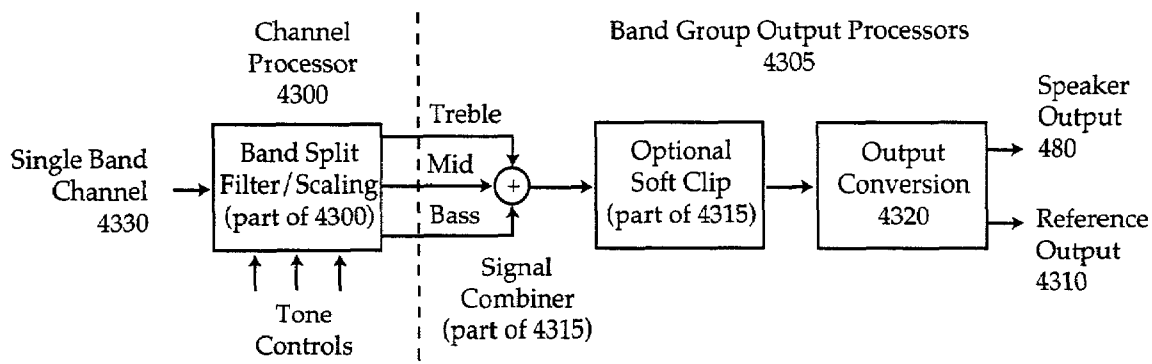 Channel
Processor
4300
Band Group Output Processors
4305
Single Band
Channel
4330
Band Split
Filter/Scaling
(part of 4300)
Tone
Controls
Treble
Mid
Bass
+
Signal
Combiner
(part of 4315)
Optional
Soft Clip
(part of 4315)
Output
Conversion
4320
Speaker
Output
480
Reference
Output
4310